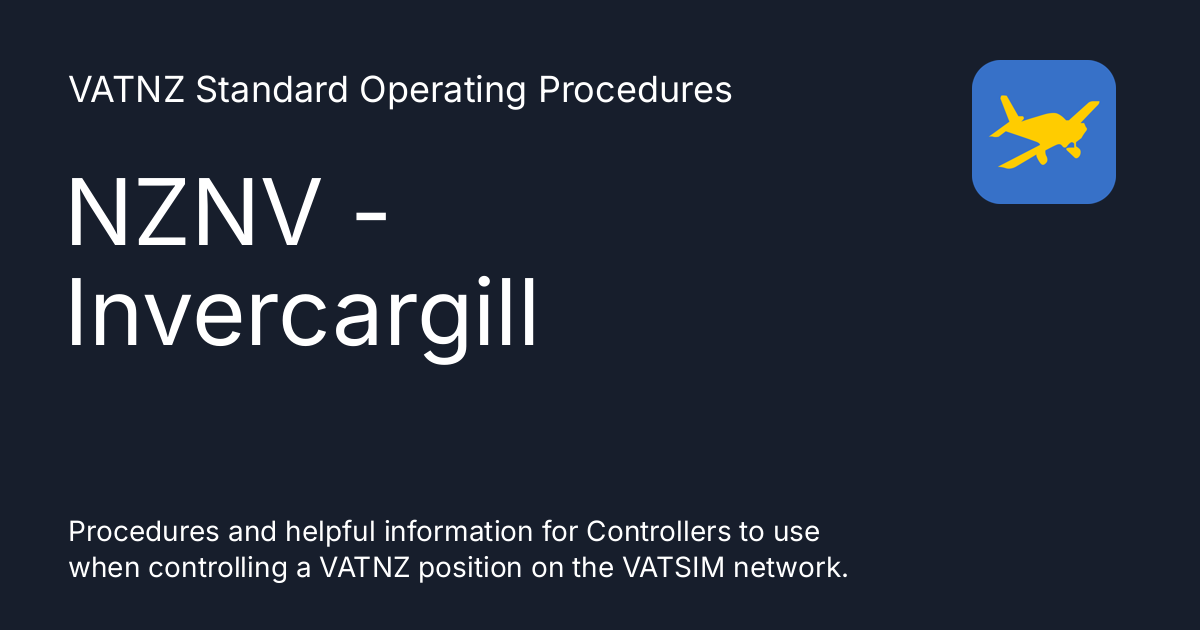 VATNZ Standard Operating Procedures
NZNV -
Invercargill
Procedures and helpful information for Controllers to use
when controlling a VATNZ position on the VATSIM network.